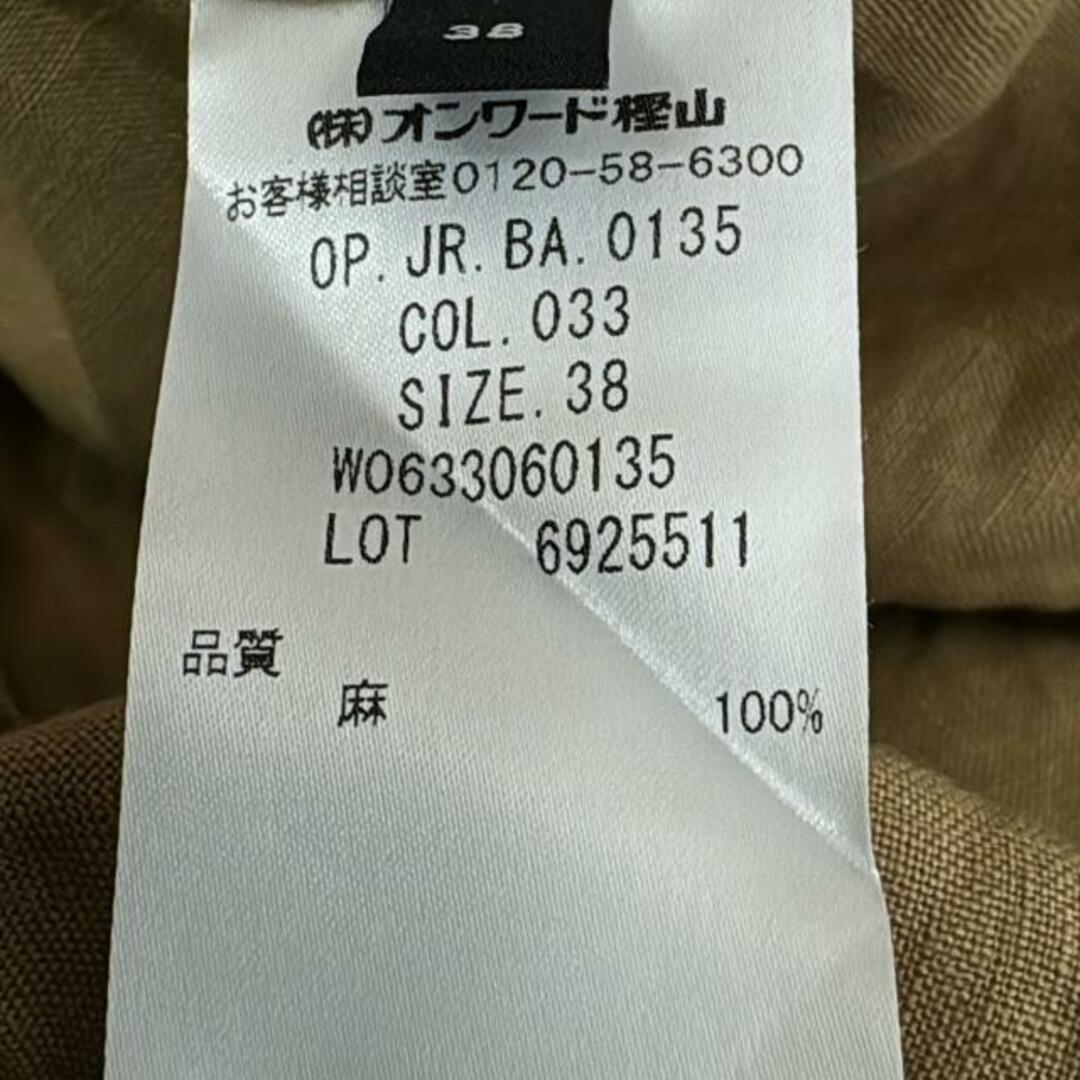 38
(株)オンワード樫山
お客様相談室0120-58-6300
OP.JR.BA.0135
COL.033
SIZE.38
WO633060135
LOT 6925511
品質
麻 100%